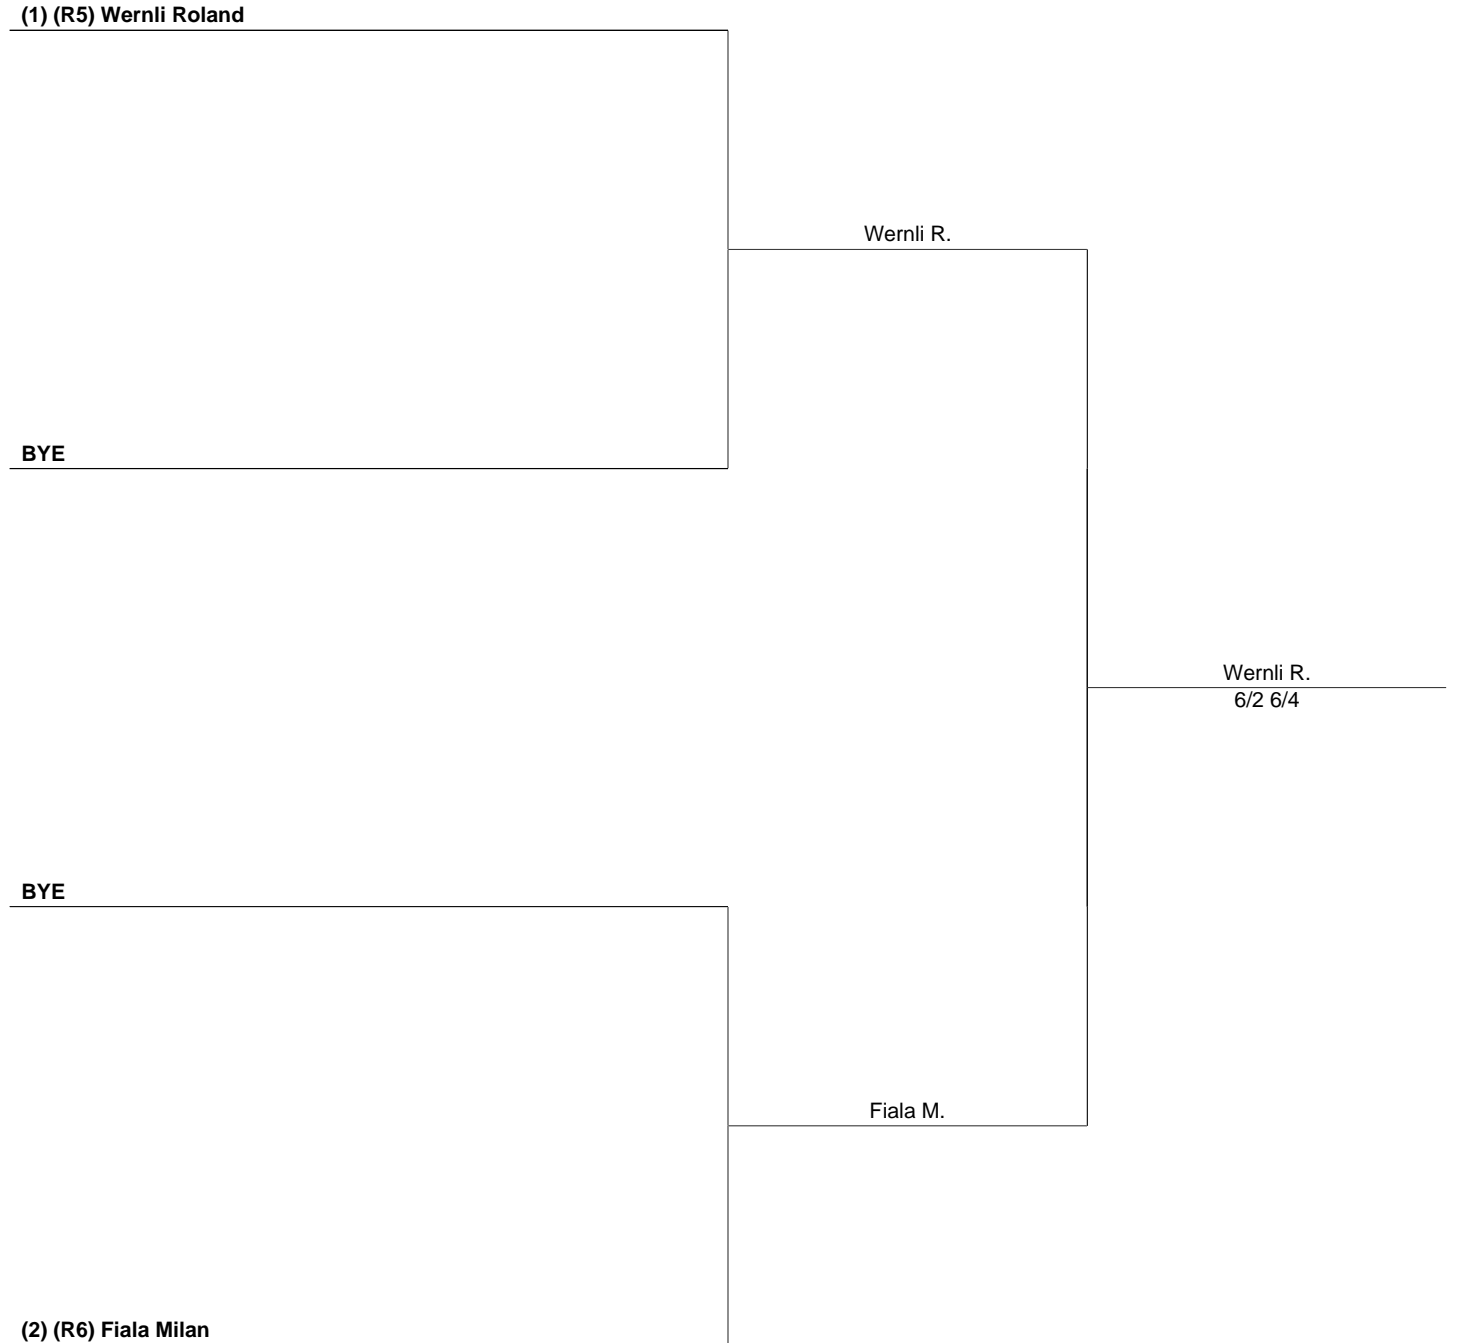 (1) (R5) Wernli Roland
Wernli R.
BYE
Wernli R.
6/2 6/4
BYE
Fiala M.
(2) (R6) Fiala Milan